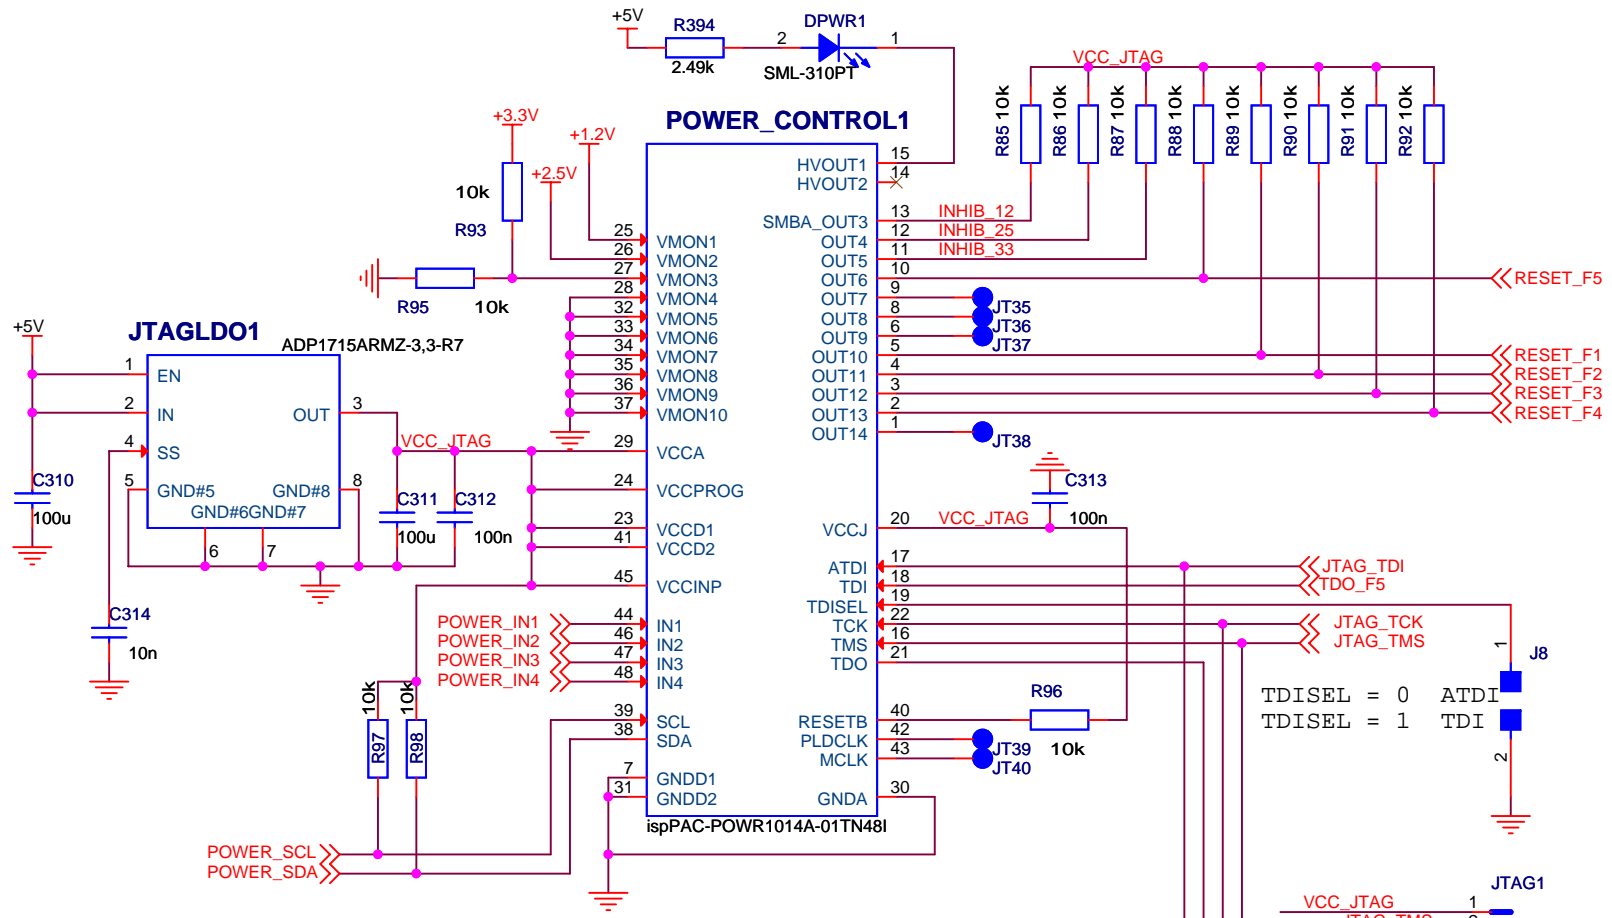 +5V
R394
2.49k
2
DPWR1
1
SML-310PT
VCC_JTAG
R85 10k
R86 10k
R87 10k
R88 10k
R89 10k
R90 10k
R91 10k
R92 10k
POWER_CONTROL1
+3.3V
+1.2V
+2.5V
10k
R93
R95
10k
25 VMON1
26 VMON2
27 VMON3
28 VMON4
32 VMON5
33 VMON6
34 VMON7
35 VMON8
36 VMON9
37 VMON10
29 VCCA
24 VCCPROG
23 VCCD1
41 VCCD2
45 VCCINP
44 IN1
46 IN2
47 IN3
48 IN4
39 SCL
38 SDA
7 GNDD1
31 GNDD2
HVOUT1 15
HVOUT2 14
SMBA_OUT3 13 INHIB_12
OUT4 12 INHIB_25
OUT5 11 INHIB_33
OUT6 10 RESET_F5
OUT7 9 JT35
OUT8 8 JT36
OUT9 6 JT37
OUT10 5 RESET_F1
OUT11 4 RESET_F2
OUT12 3 RESET_F3
OUT13 2 RESET_F4
OUT14 1 JT38
C313
100n
VCCJ 20 VCC_JTAG
ATDI 17 JTAG_TDI
TDI 18 TDO_F5
TDISEL 19
TCK 22 JTAG_TCK
TMS 16 JTAG_TMS
TDO 21
RESETB 40
R96
10k
PLDCLK 42 JT39
MCLK 43 JT40
GNDA 30
ispPAC-POWR1014A-01TN48I
+5V
JTAGLDO1
ADP1715ARMZ-3,3-R7
1 EN
2 IN
OUT 3
4 SS
5 GND#5
GND#8 8
GND#6GND#7
6
7
VCC_JTAG
C310
100u
C311
100u
C312
100n
C314
10n
POWER_IN1
POWER_IN2
POWER_IN3
POWER_IN4
10k
R97
10k
R98
POWER_SCL
POWER_SDA
TDISEL = 0 ATDI
TDISEL = 1 TDI
1
J8
2
JTAG1
VCC_JTAG 1
JTAG_TMS